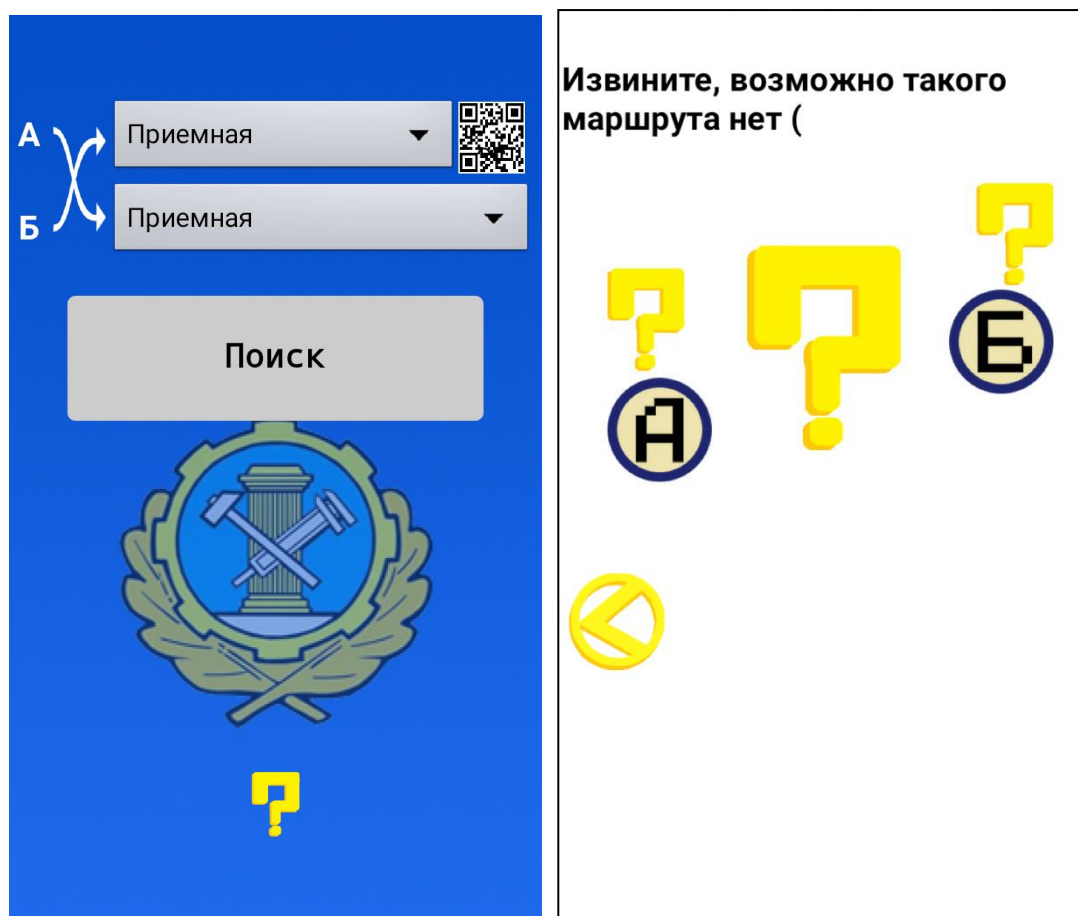 А
Приемная
Б
Приемная
Поиск
?
Извините, возможно такого
маршрута нет (
?
?
?
А
Б